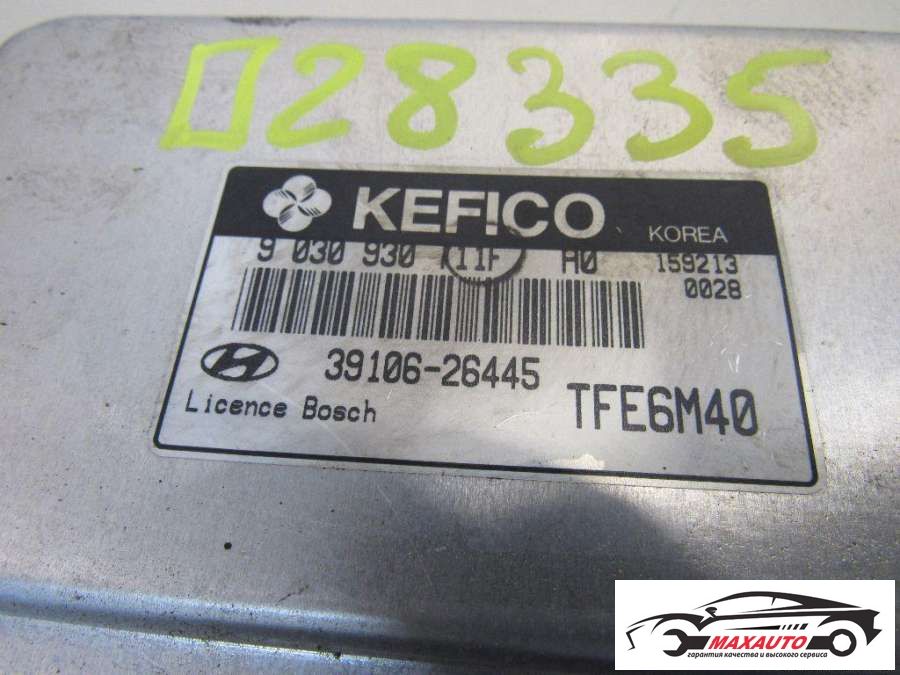 28335
KEFICO KOREA
9 030 930 11F A0 159213
0028
39106-26445
Licence Bosch TFE6M40
MAXAUTO
гарантия качества и высокого сервиса